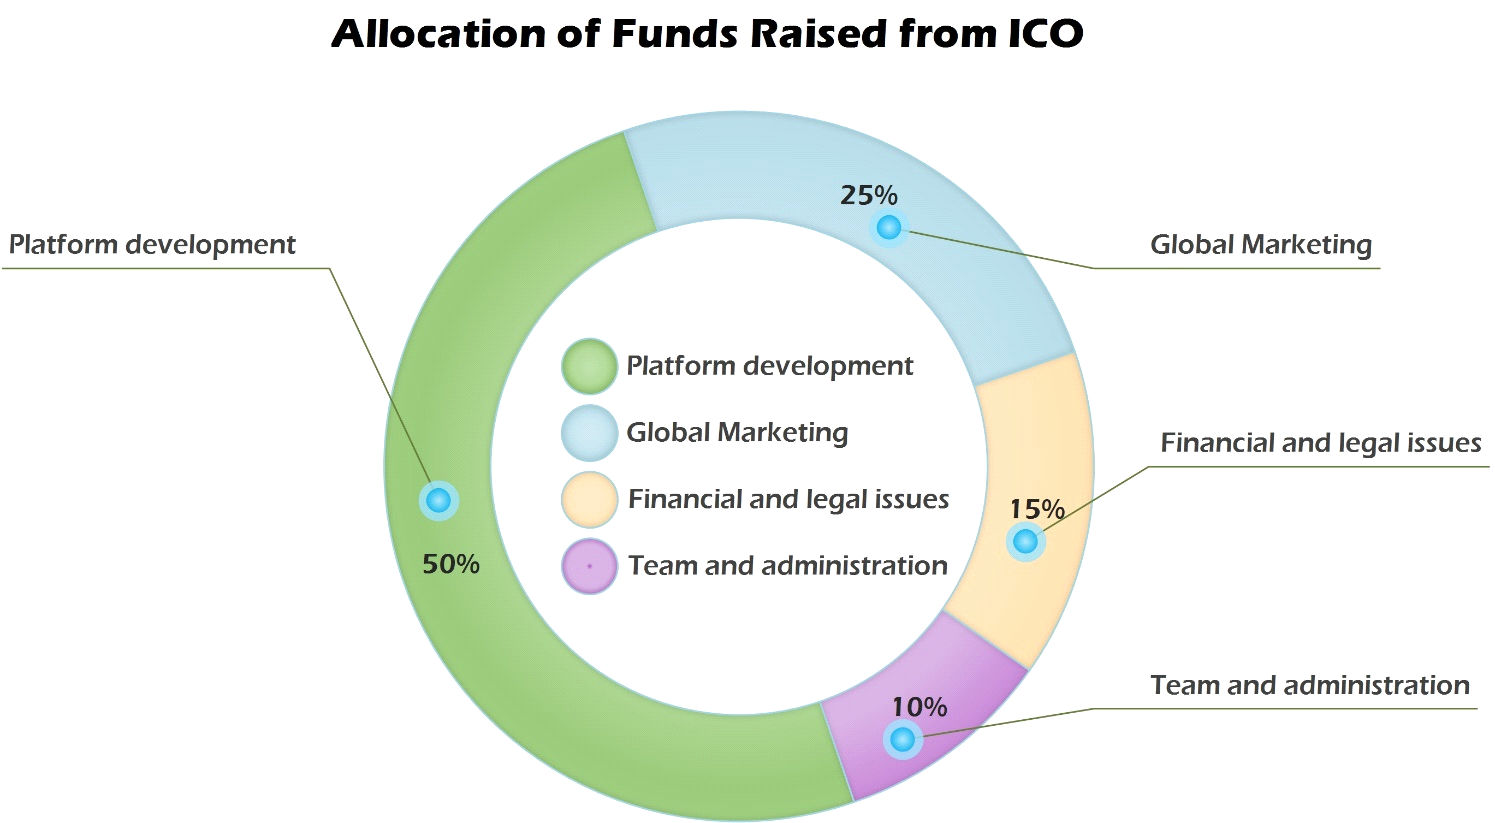 Allocation of Funds Raised from ICO
25%
Platform development
Global Marketing
Platform development
Global Marketing
Financial and legal issues
Financial and legal issues
15%
50%
Team and administration
Team and administration
10%